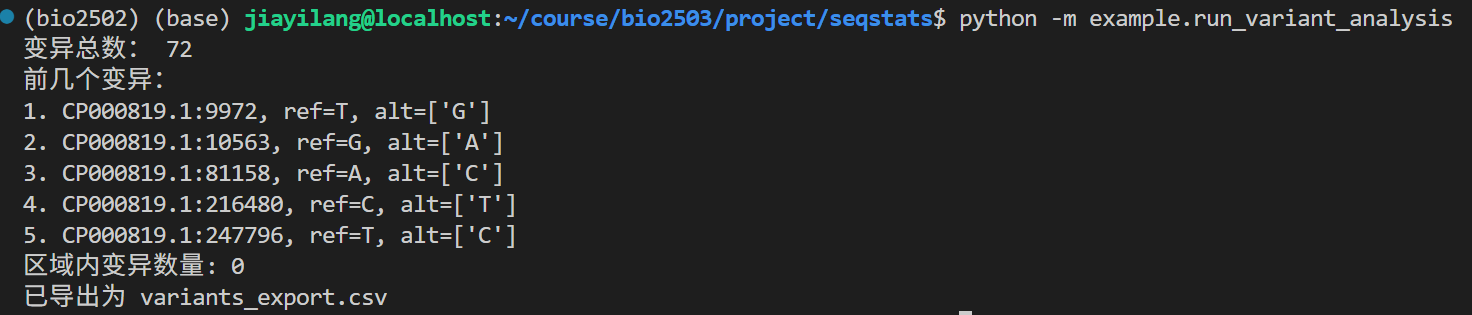 (bio2502) (base) jiayilang@localhost:~/course/bio2503/project/seqstats$ python -m example.run_variant_analysis
变异总数： 72
前几个变异：
1. CP000819.1:9972, ref=T, alt=['G']
2. CP000819.1:10563, ref=G, alt=['A']
3. CP000819.1:81158, ref=A, alt=['C']
4. CP000819.1:216480, ref=C, alt=['T']
5. CP000819.1:247796, ref=T, alt=['C']
区域内变异数量: 0
已导出为 variants_export.csv